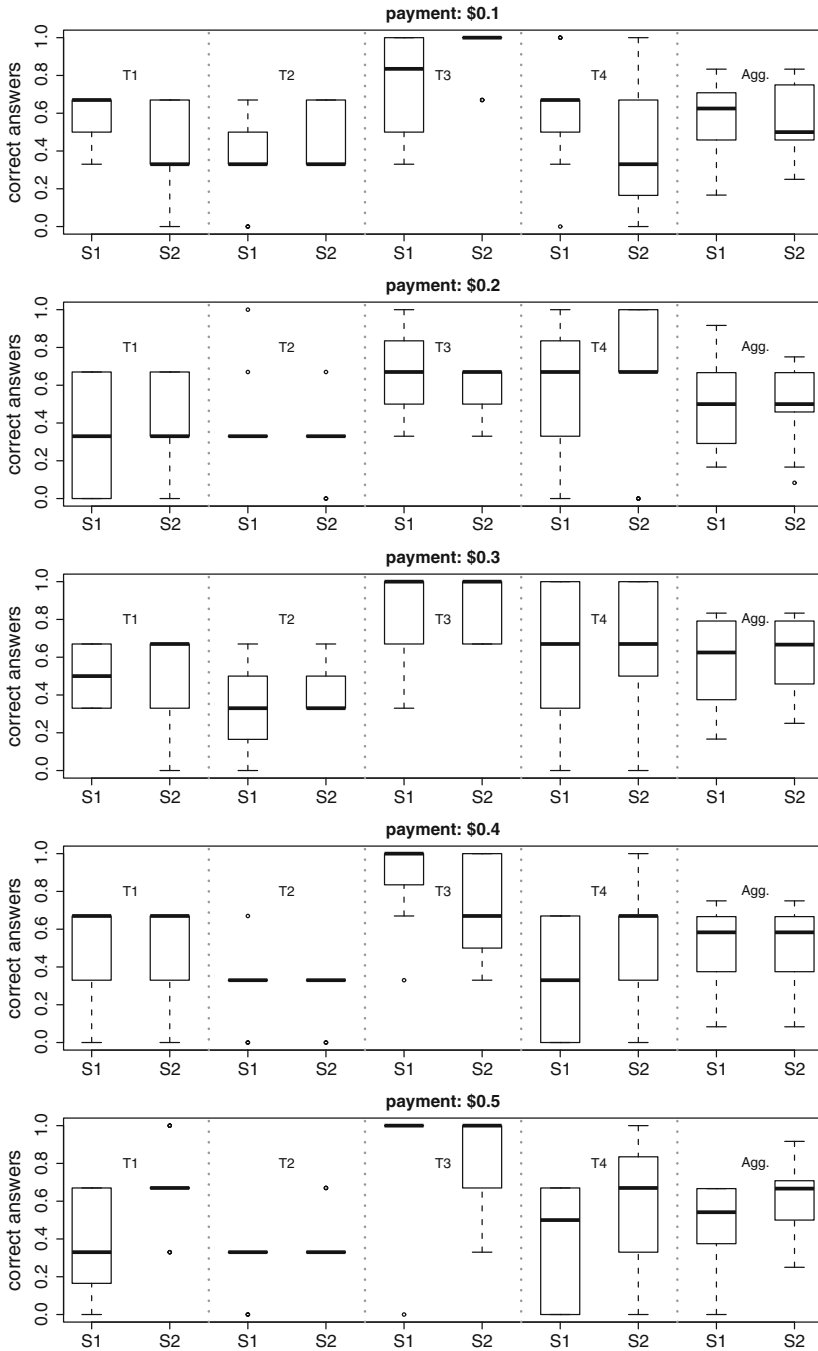 payment: $0.1
correct answers
0.0 0.2 0.4 0.6 0.8 1.0
T1 T2 T3 T4 Agg.
S1 S2 S1 S2 S1 S2 S1 S2 S1 S2
payment: $0.2
correct answers
0.0 0.2 0.4 0.6 0.8 1.0
T1 T2 T3 T4 Agg.
S1 S2 S1 S2 S1 S2 S1 S2 S1 S2
payment: $0.3
correct answers
0.0 0.2 0.4 0.6 0.8 1.0
T1 T2 T3 T4 Agg.
S1 S2 S1 S2 S1 S2 S1 S2 S1 S2
payment: $0.4
correct answers
0.0 0.2 0.4 0.6 0.8 1.0
T1 T2 T3 T4 Agg.
S1 S2 S1 S2 S1 S2 S1 S2 S1 S2
payment: $0.5
correct answers
0.0 0.2 0.4 0.6 0.8 1.0
T1 T2 T3 T4 Agg.
S1 S2 S1 S2 S1 S2 S1 S2 S1 S2